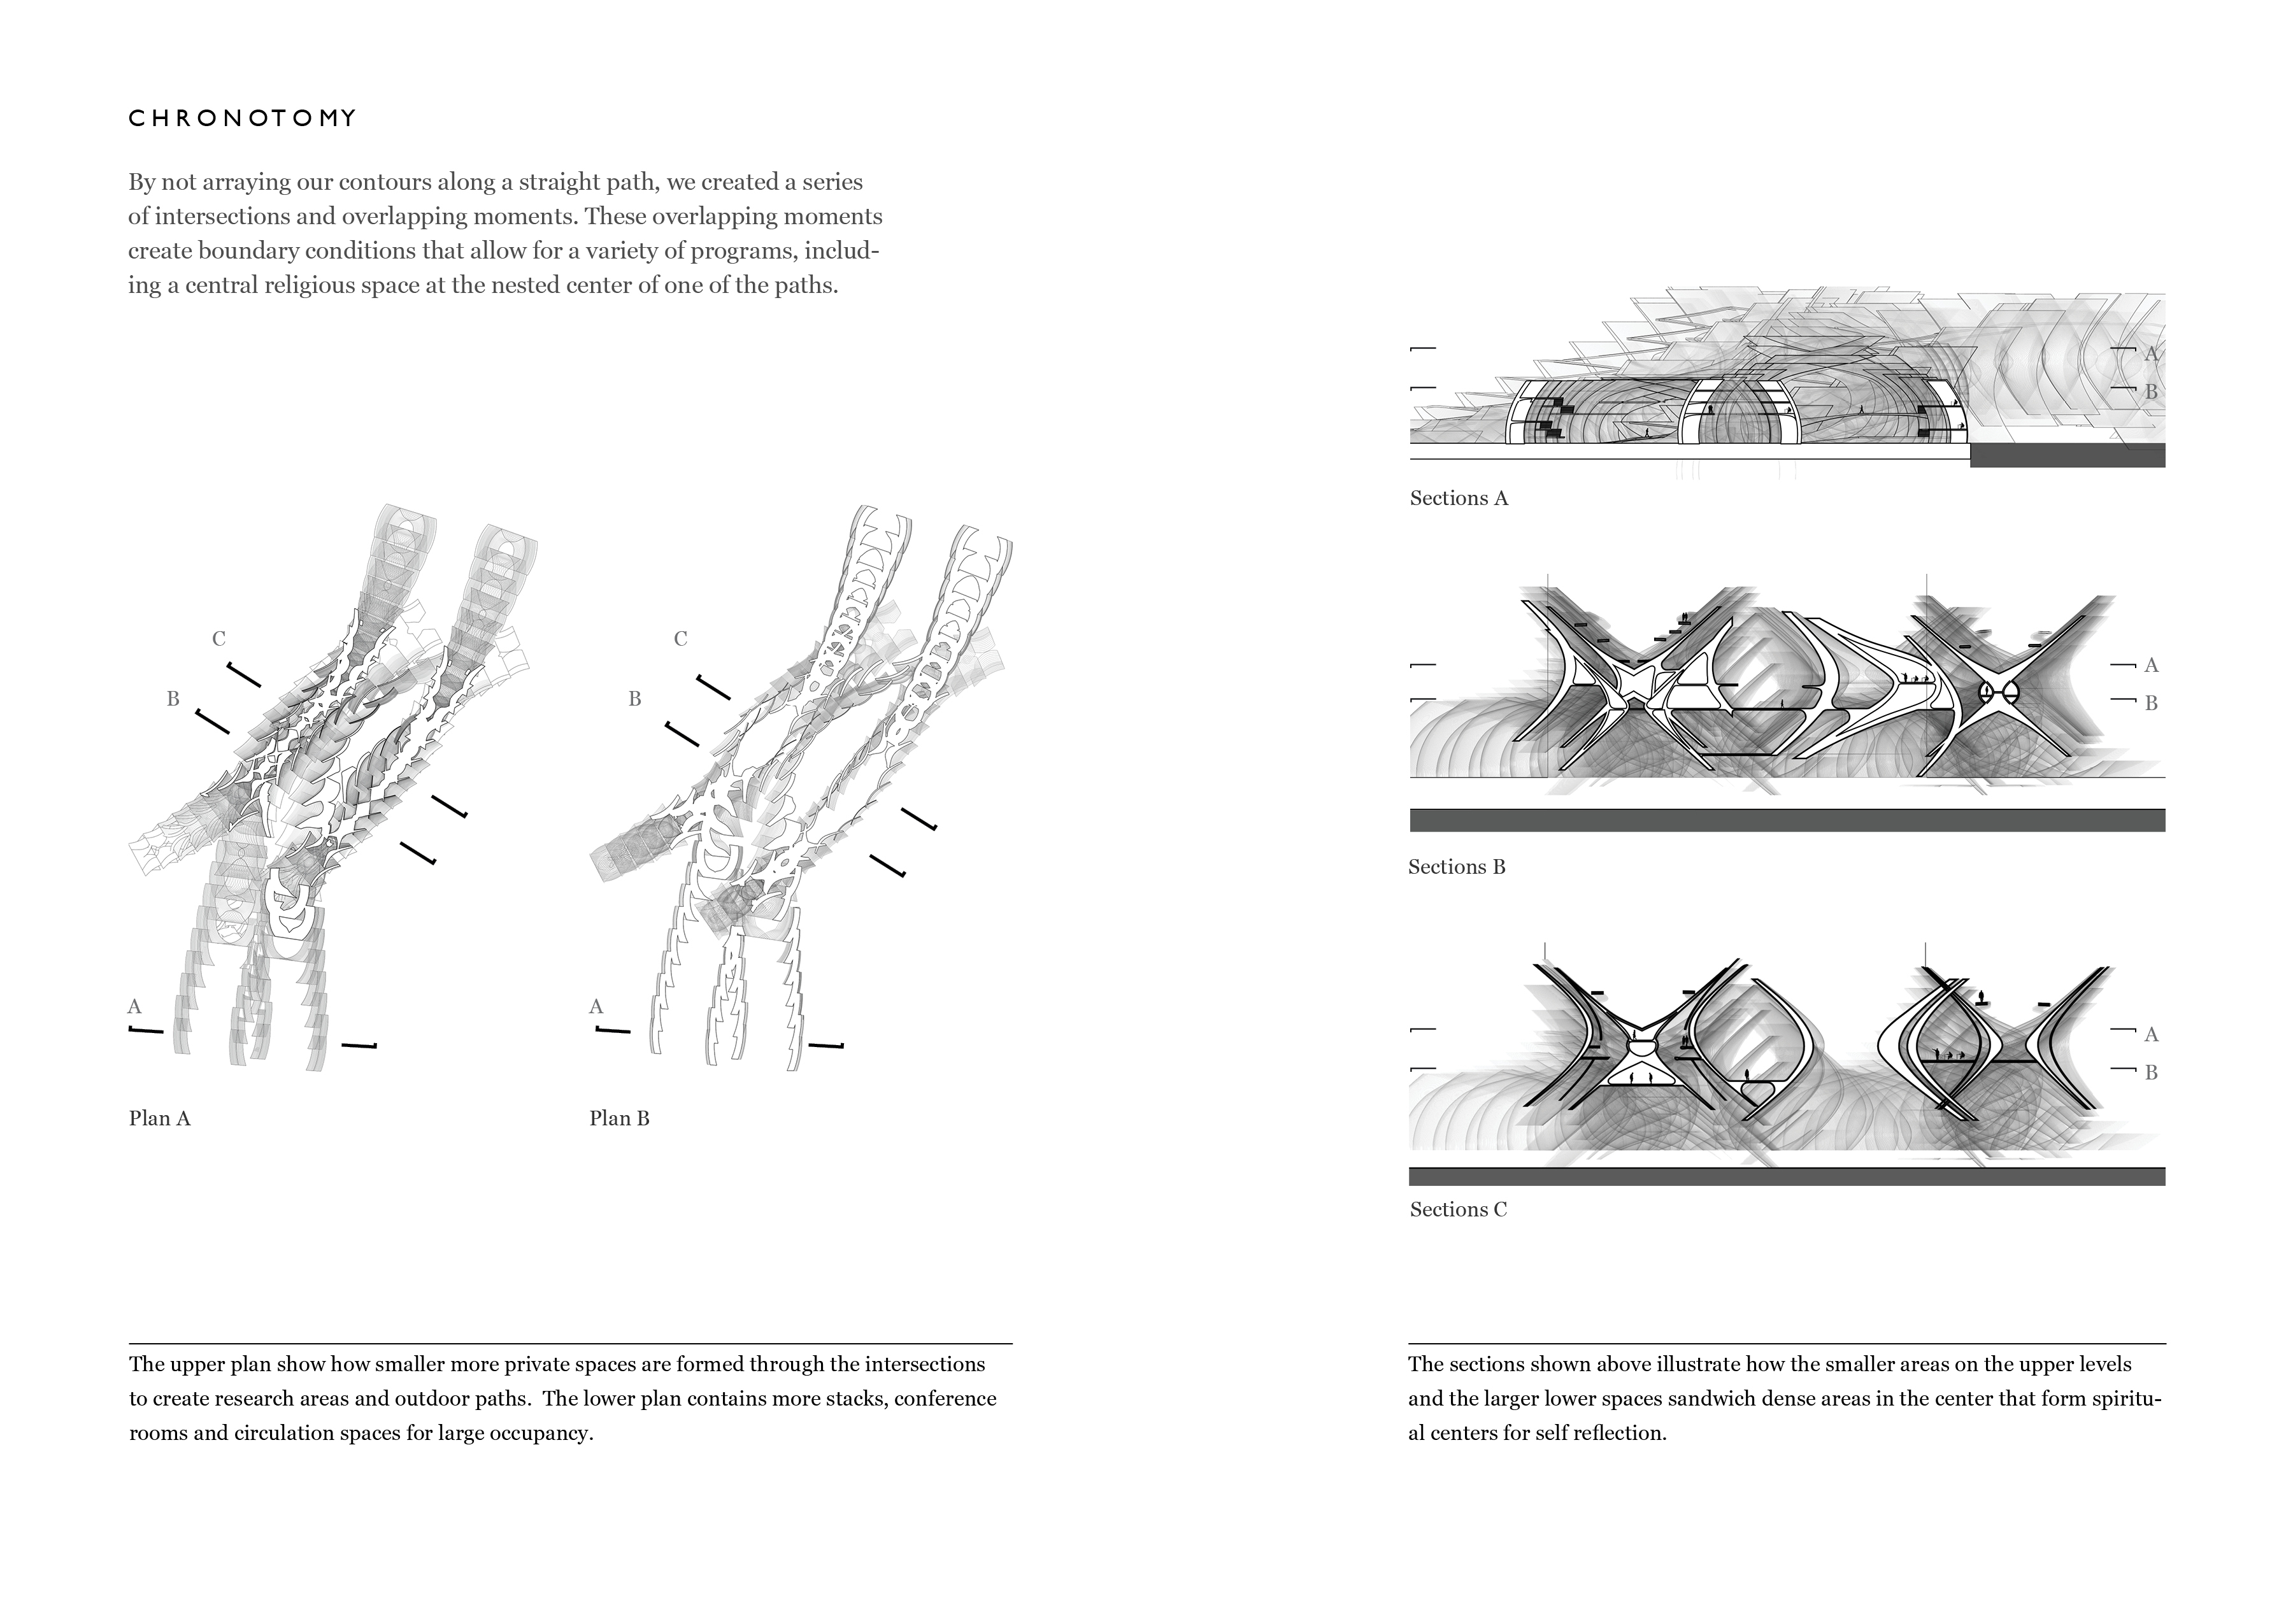 CHRONOTOMY
By not arraying our contours along a straight path, we created a series
of intersections and overlapping moments. These overlapping moments
create boundary conditions that allow for a variety of programs, includ-
ing a central religious space at the nested center of one of the paths.
C
B
A
Plan A
C
B
A
Plan B
The upper plan show how smaller more private spaces are formed through the intersections
to create research areas and outdoor paths.  The lower plan contains more stacks, conference
rooms and circulation spaces for large occupancy.
A
B
Sections A
A
B
Sections B
A
B
Sections C
The sections shown above illustrate how the smaller areas on the upper levels
and the larger lower spaces sandwich dense areas in the center that form spiritu-
al centers for self reflection.